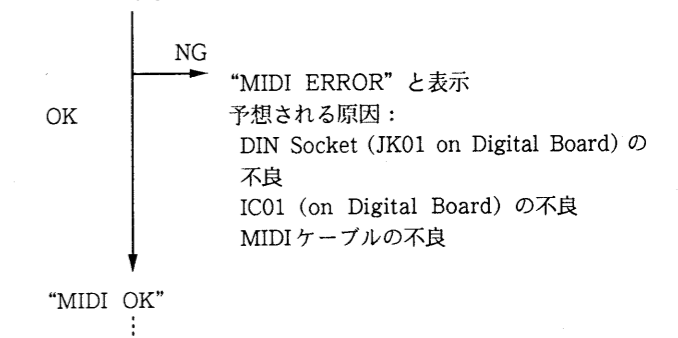 NG
“MIDI ERROR” と表示
OK
予想される原因：
DIN Socket (JK01 on Digital Board) の
不良
IC01 (on Digital Board) の不良
MIDIケーブルの不良
“MIDI OK”